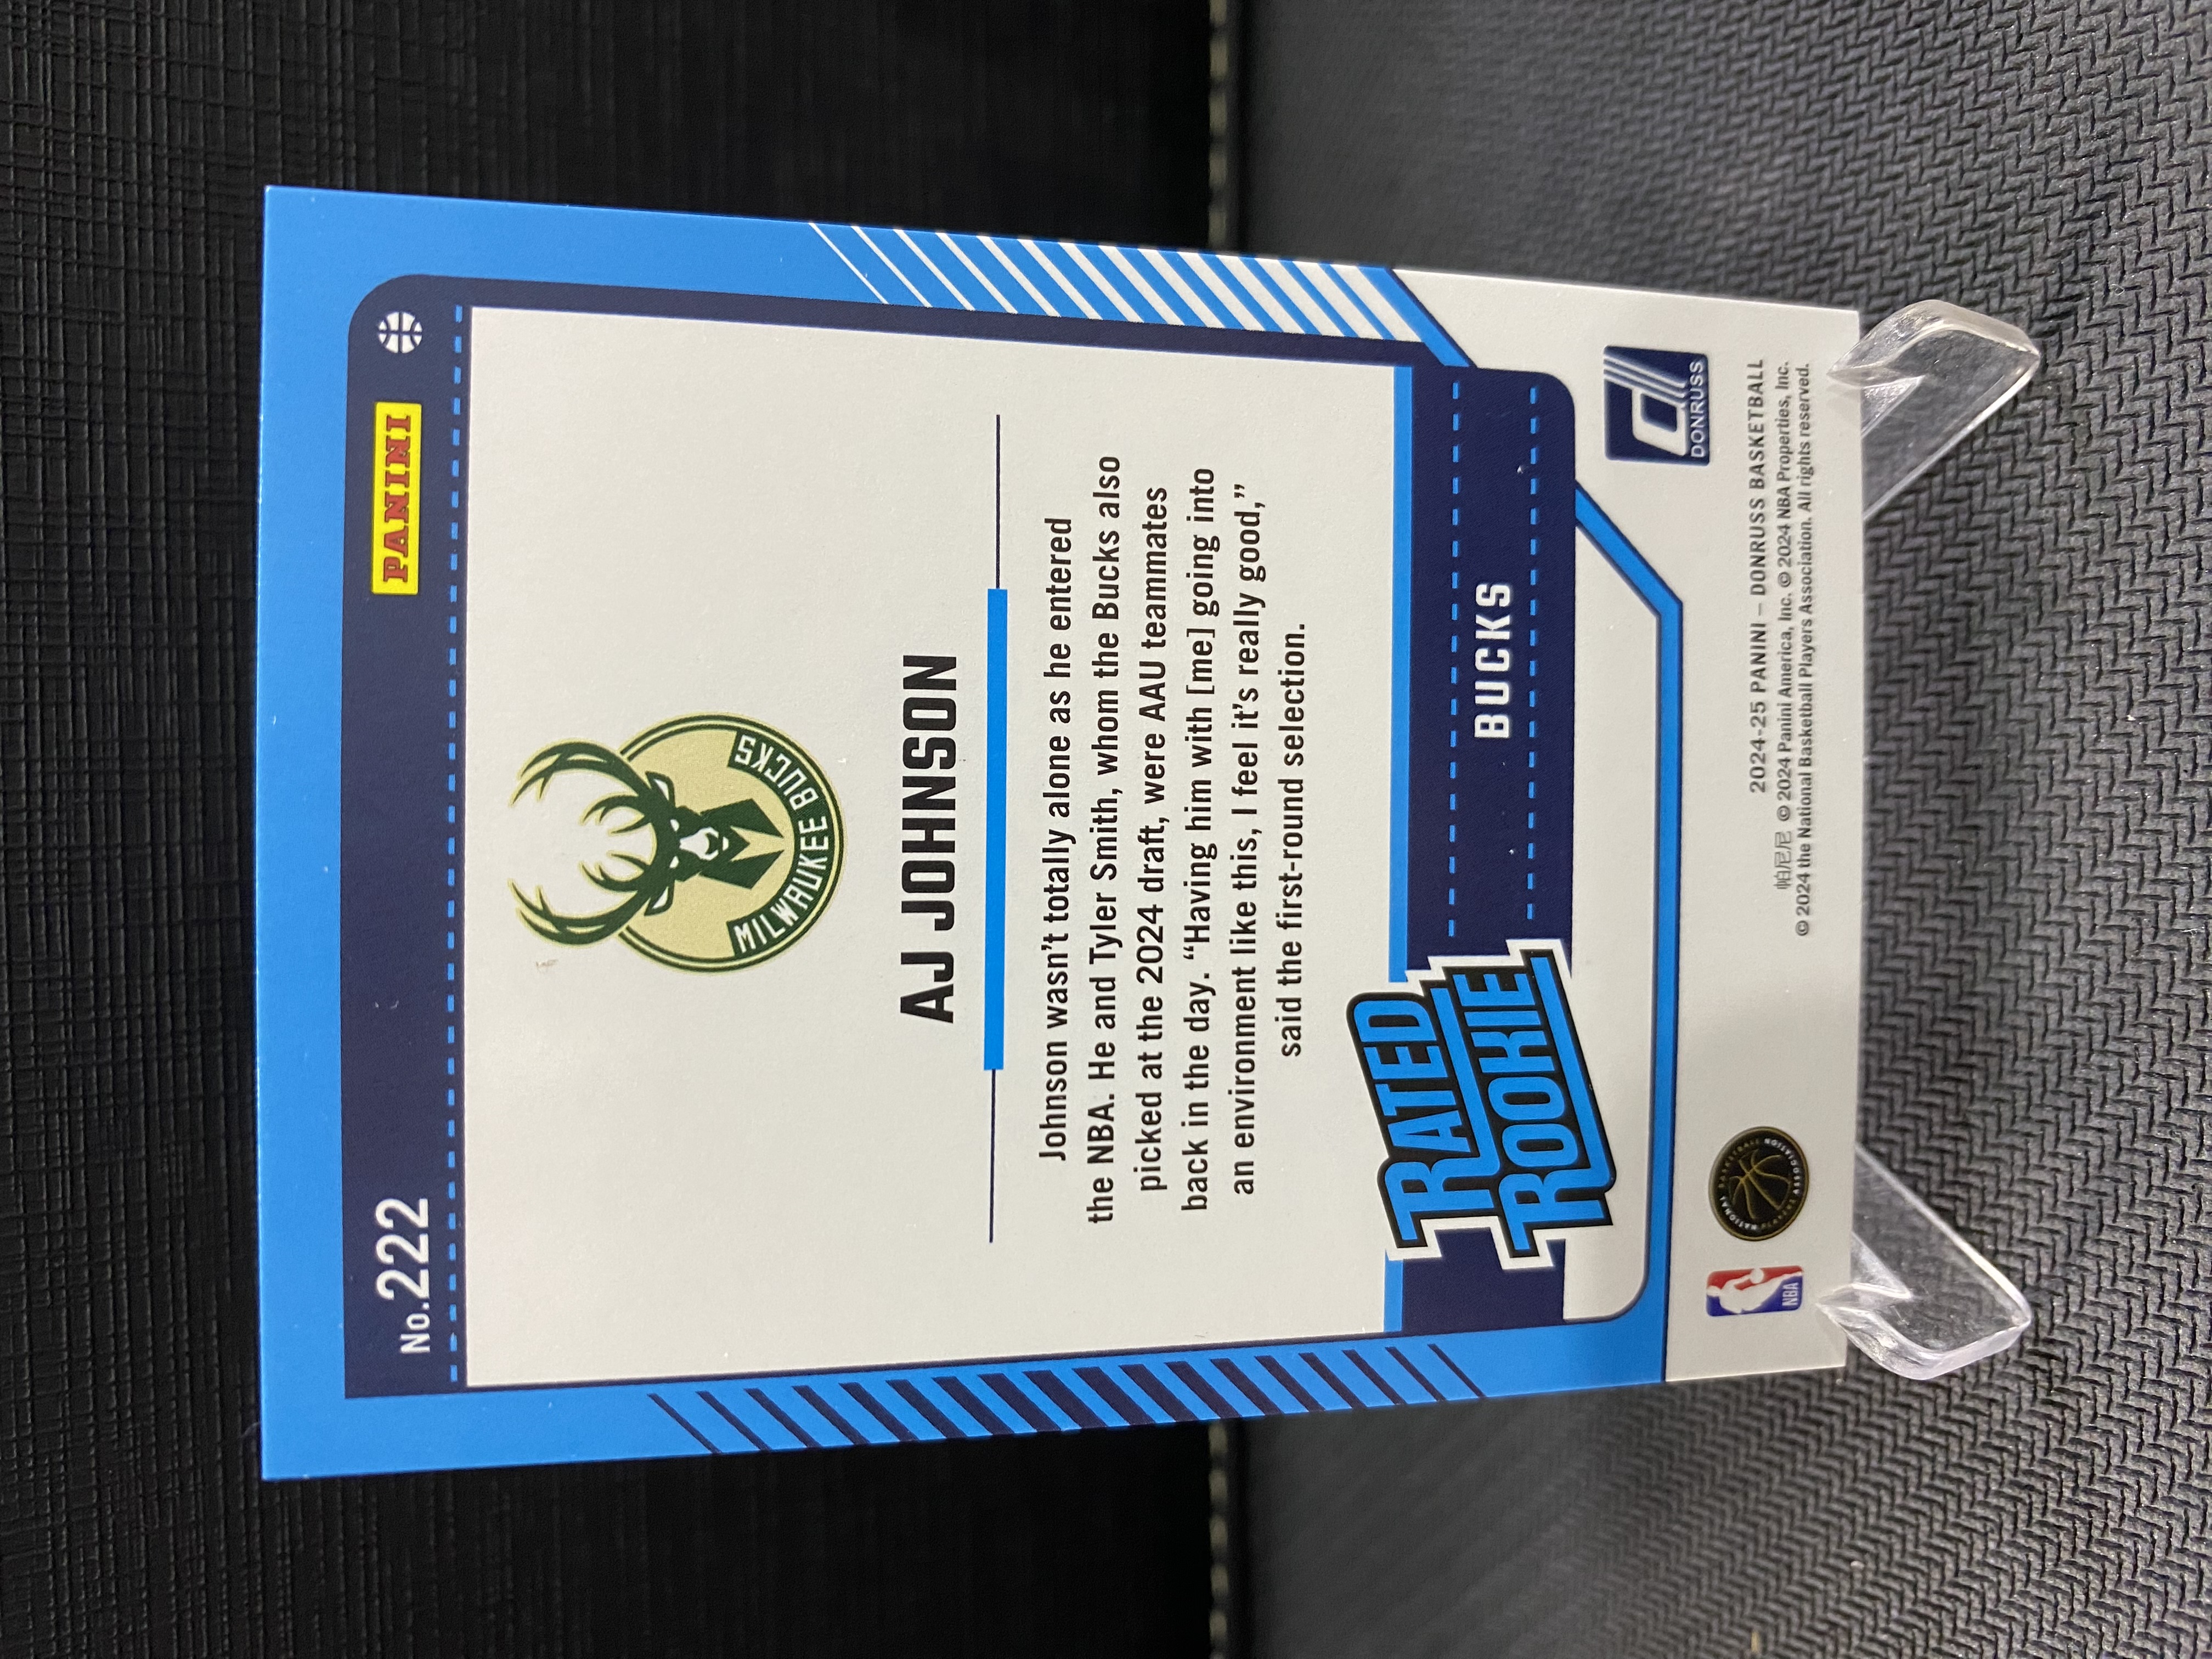 No.222
PANINI
MILWAUKEE BUCKS
AJ JOHNSON
Johnson wasn't totally alone as he entered
the NBA. He and Tyler Smith, whom the Bucks also
picked at the 2024 draft, were AAU teammates
back in the day. “Having him with [me] going into
an environment like this, I feel it's really good,”
said the first-round selection.
RATED
ROOKIE
BUCKS
NBA
NATIONAL BASKETBALL
PLAYERS ASSOCIATION
DONRUSS
2024-25 PANINI – DONRUSS BASKETBALL
帕尼尼 © 2024 Panini America, Inc. © 2024 NBA Properties, Inc.
© 2024 the National Basketball Players Association. All rights reserved.